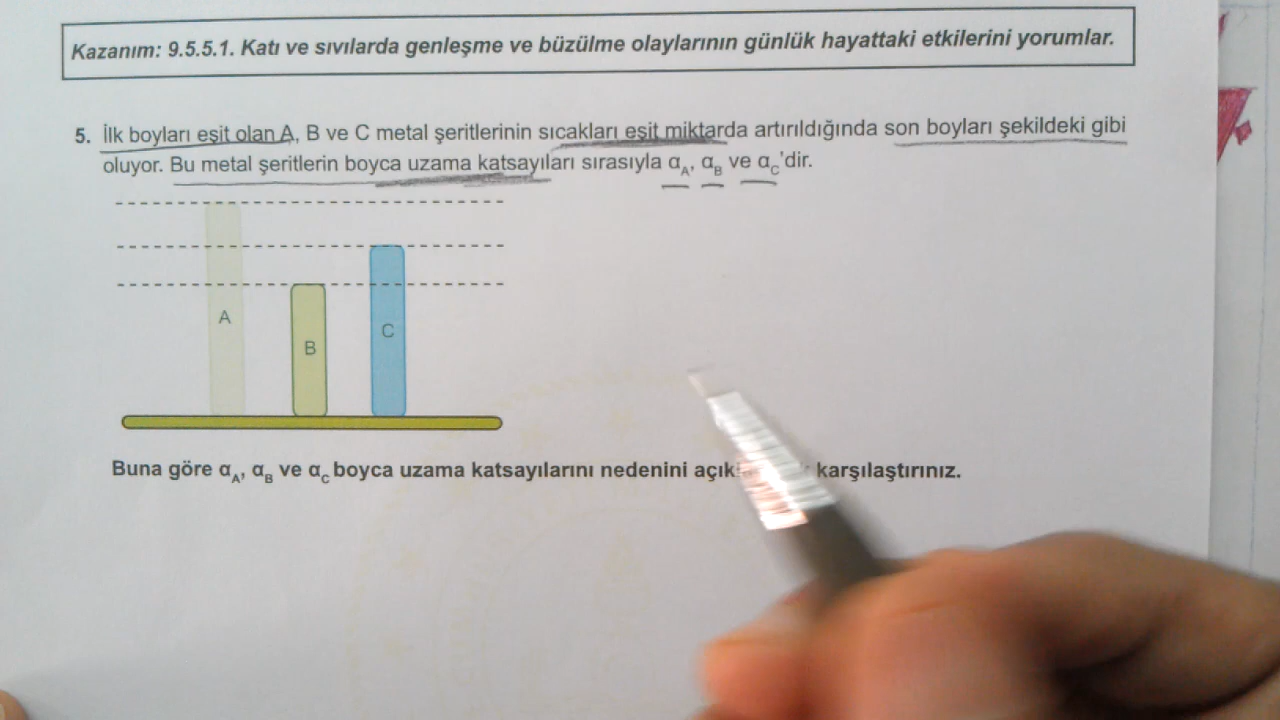 Kazanım: 9.5.5.1. Katı ve sıvılarda genleşme ve büzülme olaylarının günlük hayattaki etkilerini yorumlar.
5. İlk boyları eşit olan A, B ve C metal şeritlerinin sıcakları eşit miktarda artırıldığında son boyları şekildeki gibi
oluyor. Bu metal şeritlerin boyca uzama katsayıları sırasıyla αA, αB ve αC'dir.
A
B
C
Buna göre αA, αB ve αC boyca uzama katsayılarını nedenini karşılaştırınız.